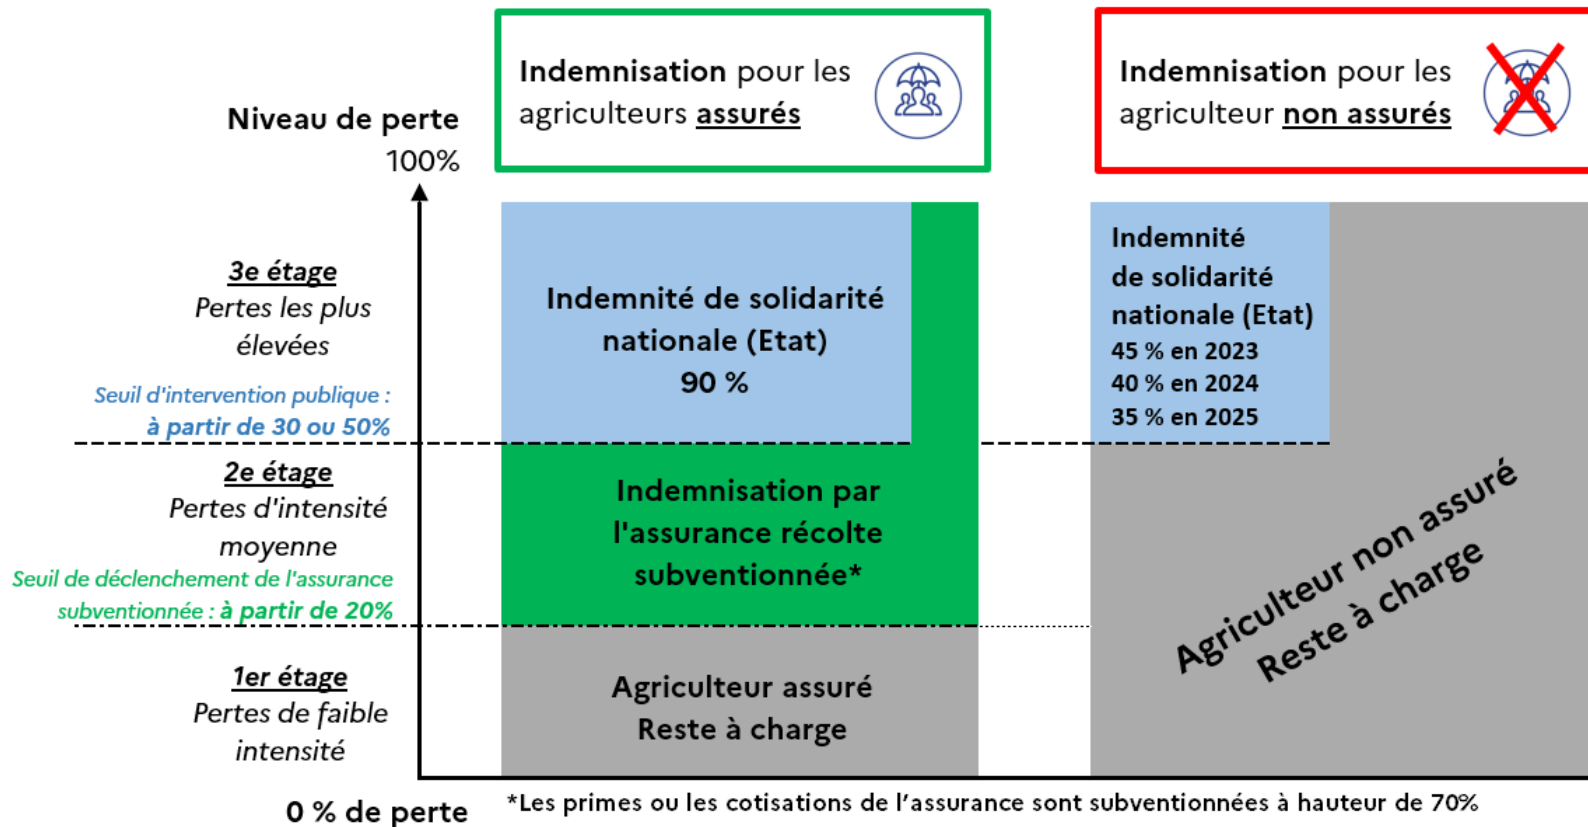 Indemnisation pour les
agriculteurs assurés
Indemnisation pour les
agriculteur non assurés
Niveau de perte
100%
3e étage
Pertes les plus
élevées
Seuil d'intervention publique :
à partir de 30 ou 50%
2e étage
Pertes d'intensité
moyenne
Seuil de déclenchement de l'assurance
subventionnée : à partir de 20%
1er étage
Pertes de faible
intensité
0 % de perte
Indemnité de solidarité
nationale (Etat)
90 %
Indemnisation par
l'assurance récolte
subventionnée*
Agriculteur assuré
Reste à charge
Indemnité
de solidarité
nationale (Etat)
45 % en 2023
40 % en 2024
35 % en 2025
Agriculteur non assuré
Reste à charge
*Les primes ou les cotisations de l’assurance sont subventionnées à hauteur de 70%